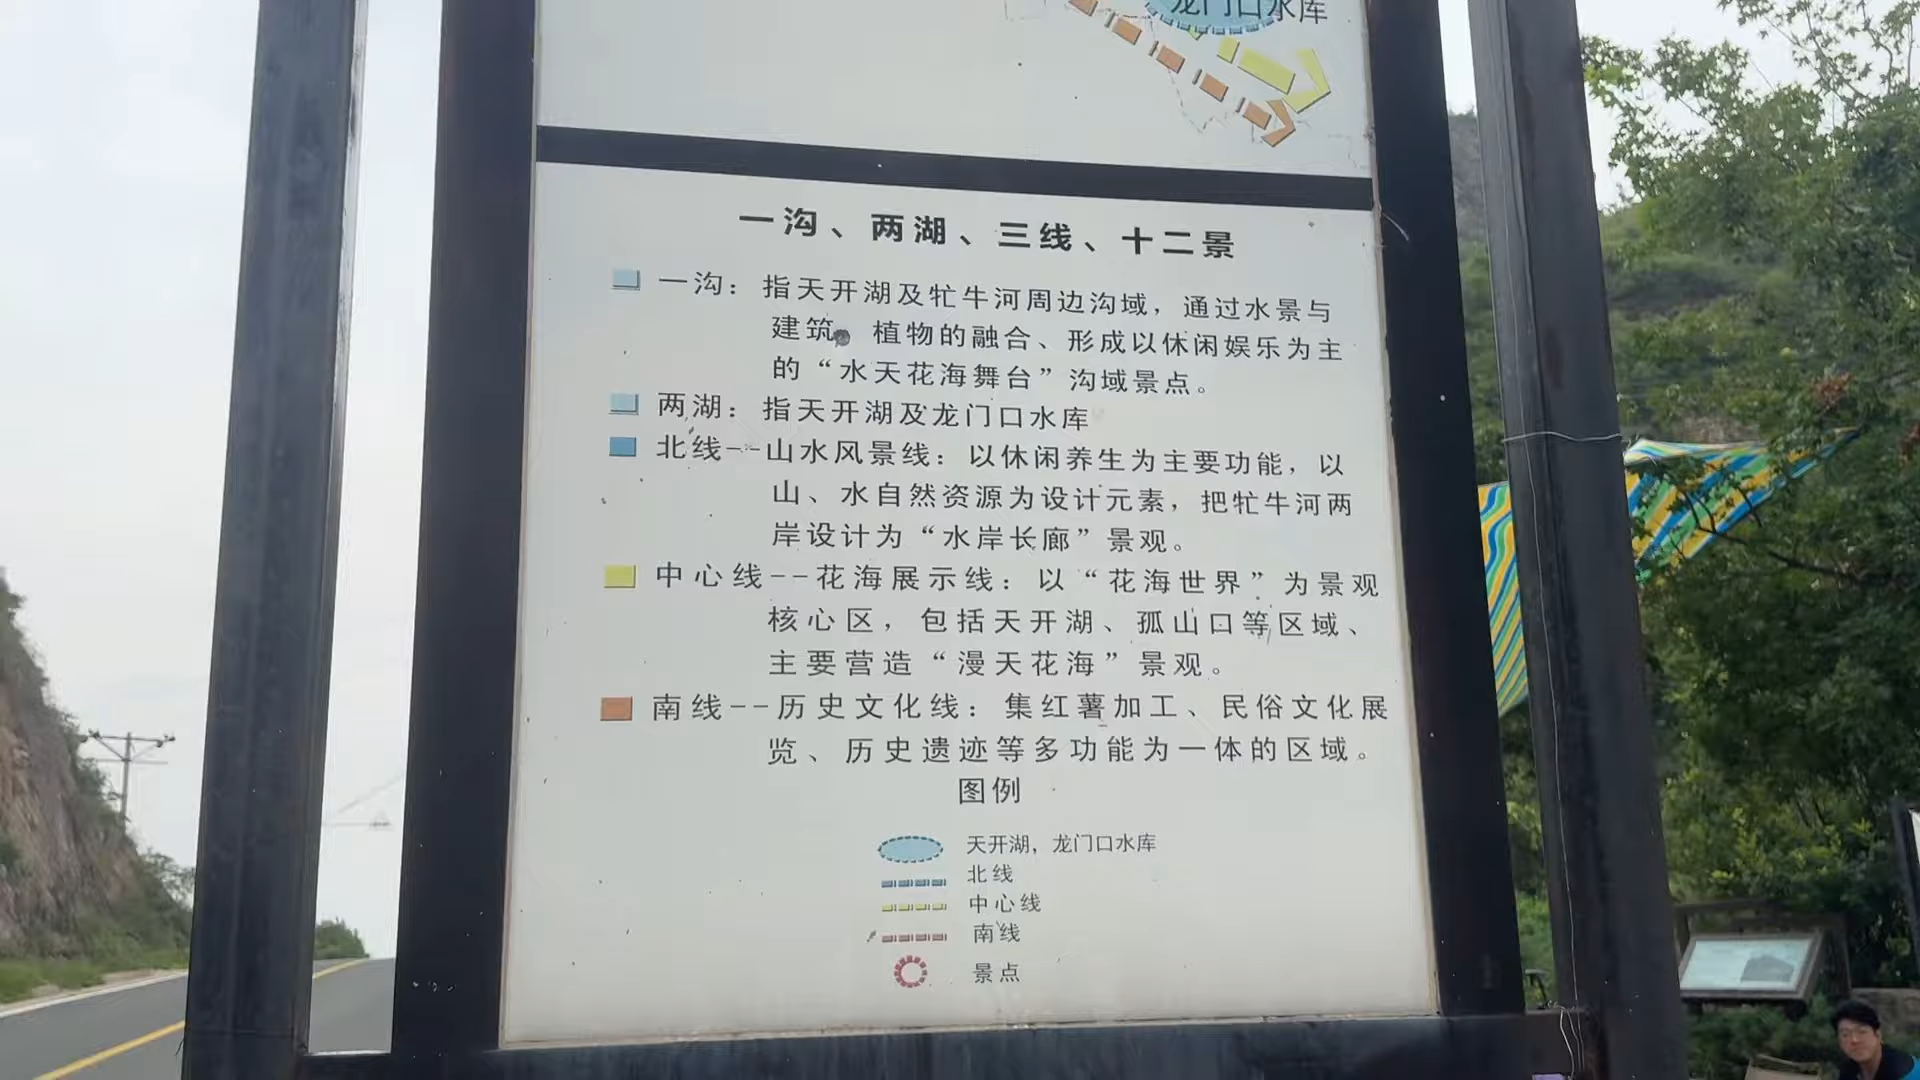 龙门口水库
一沟、两湖、三线、十二景
一沟：指天开湖及牤牛河周边沟域，通过水景与
建筑 植物的融合、形成以休闲娱乐为主
的“水天花海舞台”沟域景点。
两湖：指天开湖及龙门口水库
北线--山水风景线：以休闲养生为主要功能，以
山、水自然资源为设计元素，把牤牛河两
岸设计为“水岸长廊”景观。
中心线--花海展示线：以“花海世界”为景观
核心区，包括天开湖、孤山口等区域、
主要营造“漫天花海”景观。
南线--历史文化线：集红薯加工、民俗文化展
览、历史遗迹等多功能为一体的区域。
图例
天开湖，龙门口水库
北线
中心线
南线
景点